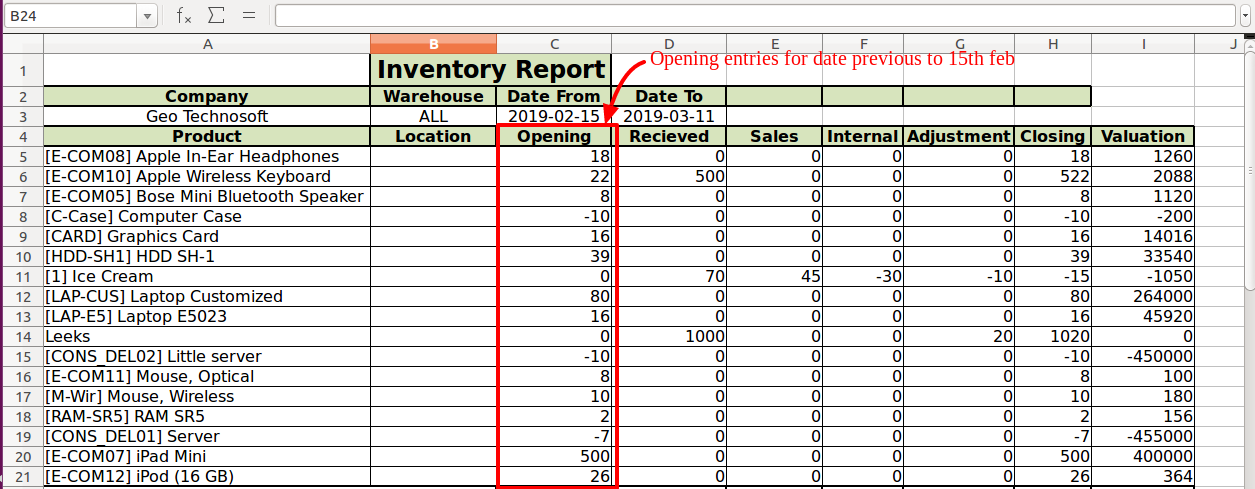 B24 fx Σ =
A B C D E F G H I J
Opening entries for date previous to 15th feb
1 Inventory Report
2 Company Warehouse Date From Date To
3 Geo Technosoft ALL 2019-02-15 2019-03-11
4 Product Location Opening Recieved Sales Internal Adjustment Closing Valuation
5 [E-COM08] Apple In-Ear Headphones 18 0 0 0 0 18 1260
6 [E-COM10] Apple Wireless Keyboard 22 500 0 0 0 522 2088
7 [E-COM05] Bose Mini Bluetooth Speaker 8 0 0 0 0 8 1120
8 [C-Case] Computer Case -10 0 0 0 0 -10 -200
9 [CARD] Graphics Card 16 0 0 0 0 16 14016
10 [HDD-SH1] HDD SH-1 39 0 0 0 0 39 33540
11 [1] Ice Cream 0 70 45 -30 -10 -15 -1050
12 [LAP-CUS] Laptop Customized 80 0 0 0 0 80 264000
13 [LAP-E5] Laptop E5023 16 0 0 0 0 16 45920
14 Leeks 0 1000 0 0 20 1020 0
15 [CONS_DEL02] Little server -10 0 0 0 0 -10 -450000
16 [E-COM11] Mouse, Optical 8 0 0 0 0 8 100
17 [M-Wir] Mouse, Wireless 10 0 0 0 0 10 180
18 [RAM-SR5] RAM SR5 2 0 0 0 0 2 156
19 [CONS_DEL01] Server -7 0 0 0 0 -7 -455000
20 [E-COM07] iPad Mini 500 0 0 0 0 500 400000
21 [E-COM12] iPod (16 GB) 26 0 0 0 0 26 364